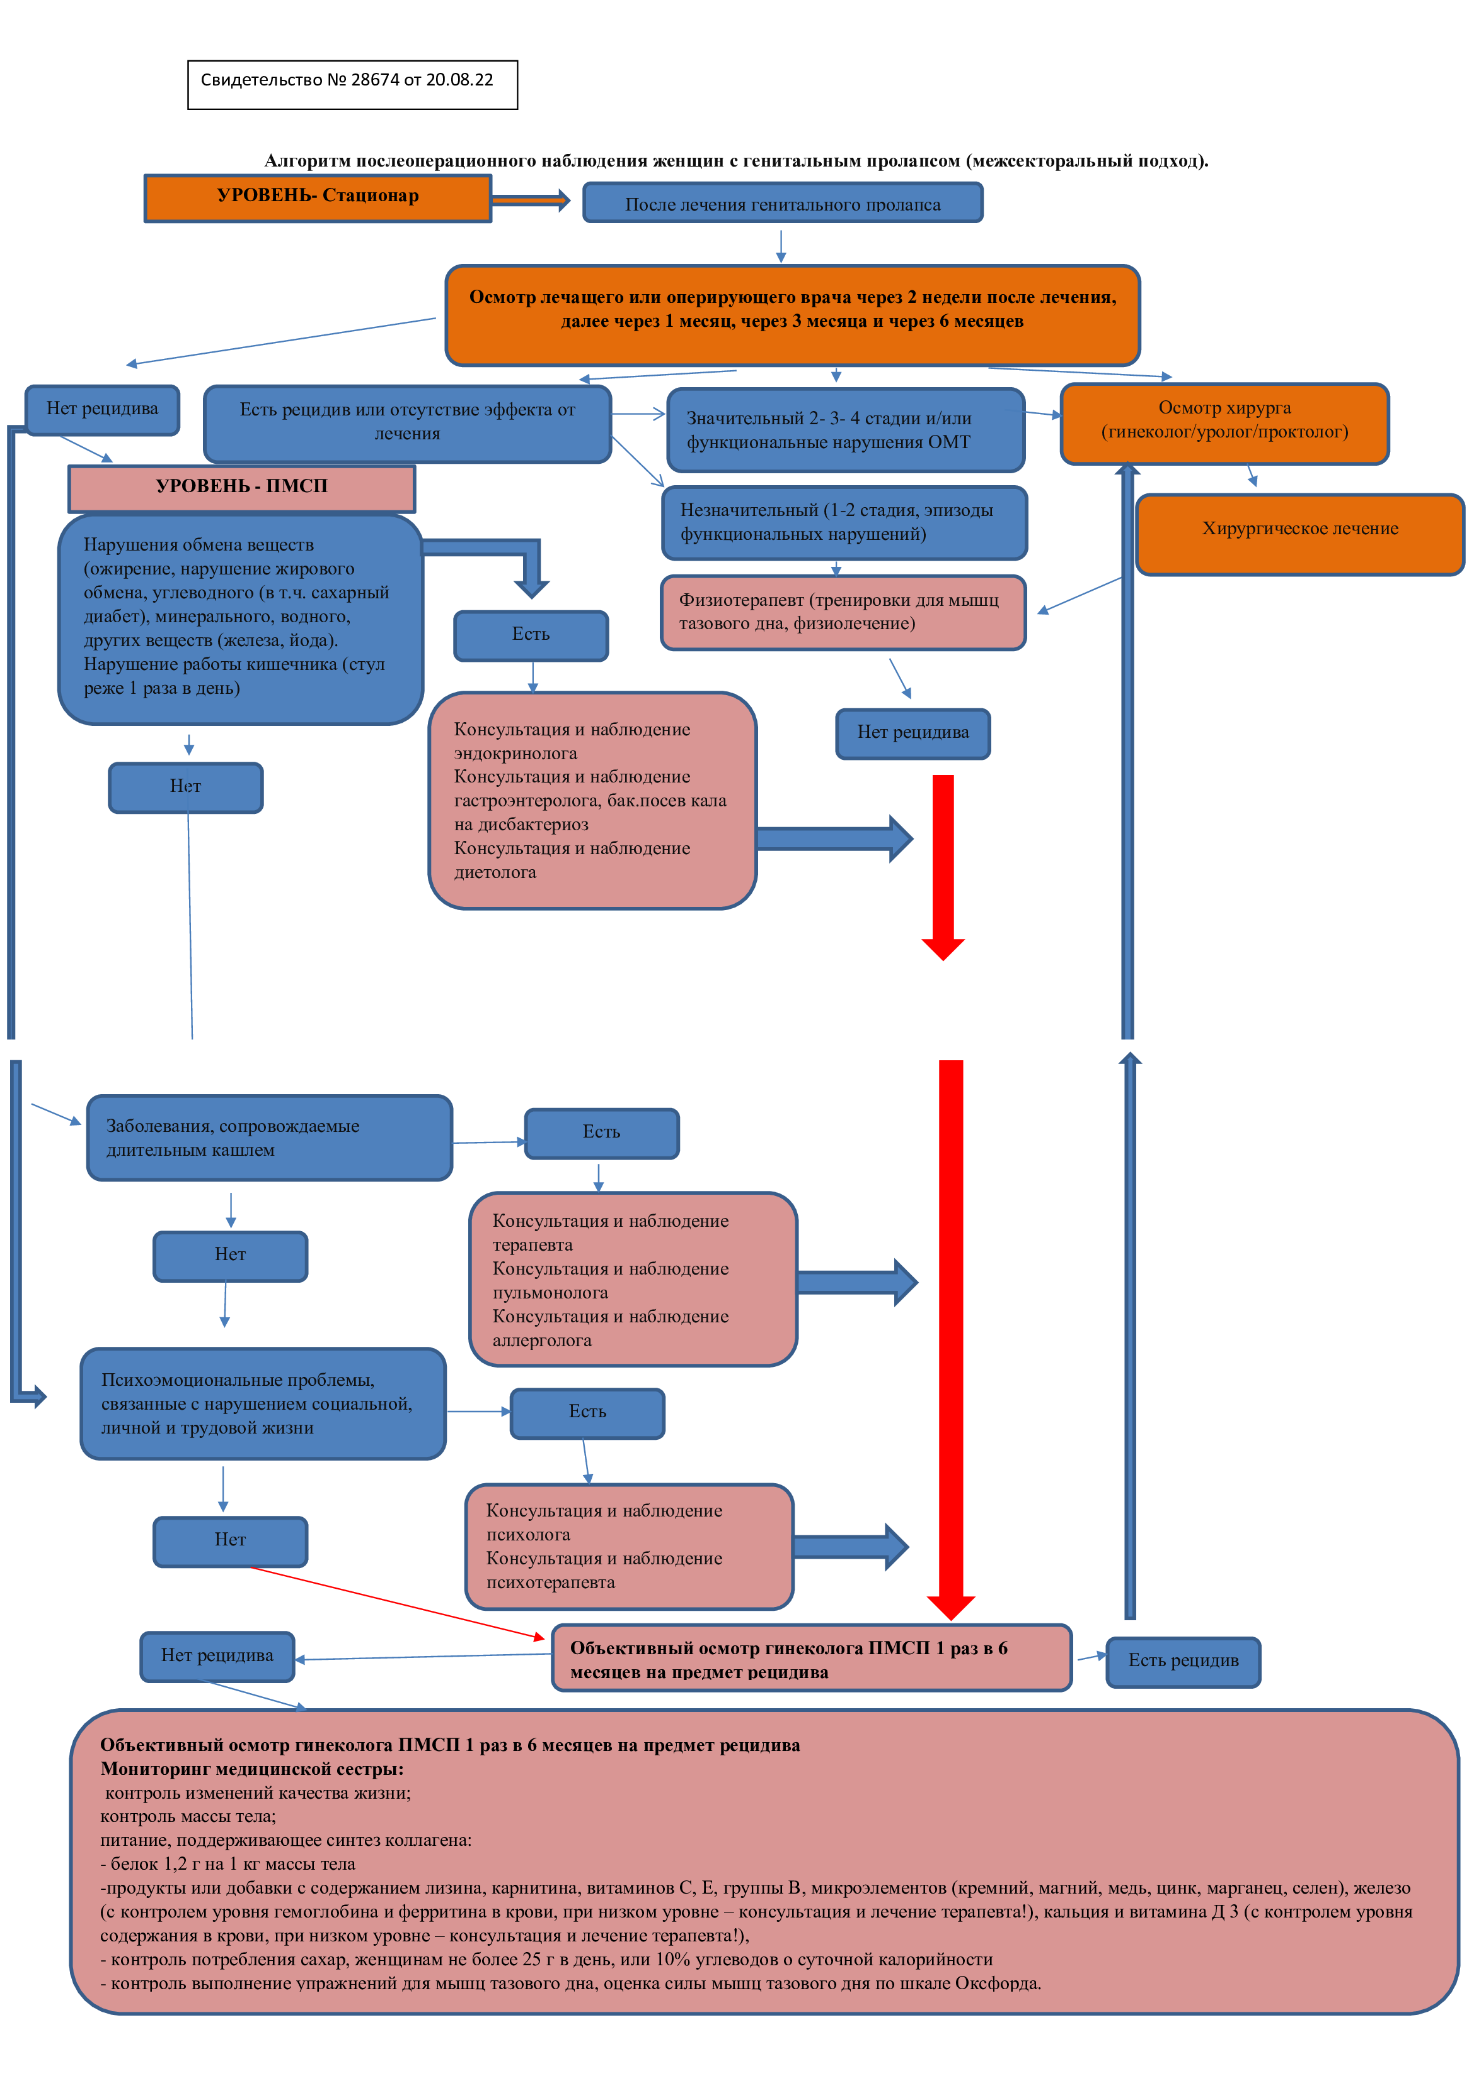 Свидетельство № 28674 от 20.08.22
Алгоритм послеоперационного наблюдения женщин с генитальным пролапсом (межсекторальный подход).
УРОВЕНЬ- Стационар
После лечения генитального пролапса
Осмотр лечащего или оперирующего врача через 2 недели после лечения,
далее через 1 месяц, через 3 месяца и через 6 месяцев
Нет рецидива
Есть рецидив или отсутствие эффекта от
лечения
Значительный 2- 3- 4 стадии и/или
функциональные нарушения ОМТ
Осмотр хирурга
(гинеколог/уролог/проктолог)
УРОВЕНЬ - ПМСП
Незначительный (1-2 стадия, эпизоды
функциональных нарушений)
Хирургическое лечение
Нарушения обмена веществ
(ожирение, нарушение жирового
обмена, углеводного (в т.ч. сахарный
диабет), минерального, водного,
других веществ (железа, йода).
Нарушение работы кишечника (стул
реже 1 раза в день)
Есть
Физиотерапевт (тренировки для мышц
тазового дна, физиолечение)
Нет рецидива
Нет
Консультация и наблюдение
эндокринолога
Консультация и наблюдение
гастроэнтеролога, бак.посев кала
на дисбактериоз
Консультация и наблюдение
диетолога
Заболевания, сопровождаемые
длительным кашлем
Есть
Нет
Консультация и наблюдение
терапевта
Консультация и наблюдение
пульмонолога
Консультация и наблюдение
аллерголога
Психоэмоциональные проблемы,
связанные с нарушением социальной,
личной и трудовой жизни
Есть
Нет
Консультация и наблюдение
психолога
Консультация и наблюдение
психотерапевта
Нет рецидива
Объективный осмотр гинеколога ПМСП 1 раз в 6
месяцев на предмет рецидива
Есть рецидив
Объективный осмотр гинеколога ПМСП 1 раз в 6 месяцев на предмет рецидива
Мониторинг медицинской сестры:
контроль изменений качества жизни;
контроль массы тела;
питание, поддерживающее синтез коллагена:
- белок 1,2 г на 1 кг массы тела
-продукты или добавки с содержанием лизина, карнитина, витаминов С, Е, группы В, микроэлементов (кремний, магний, медь, цинк, марганец, селен), железо
(с контролем уровня гемоглобина и ферритина в крови, при низком уровне – консультация и лечение терапевта!), кальция и витамина Д 3 (с контролем уровня
содержания в крови, при низком уровне – консультация и лечение терапевта!),
- контроль потребления сахар, женщинам не более 25 г в день, или 10% углеводов о суточной калорийности
- контроль выполнение упражнений для мышц тазового дна, оценка силы мышц тазового дня по шкале Оксфорда.